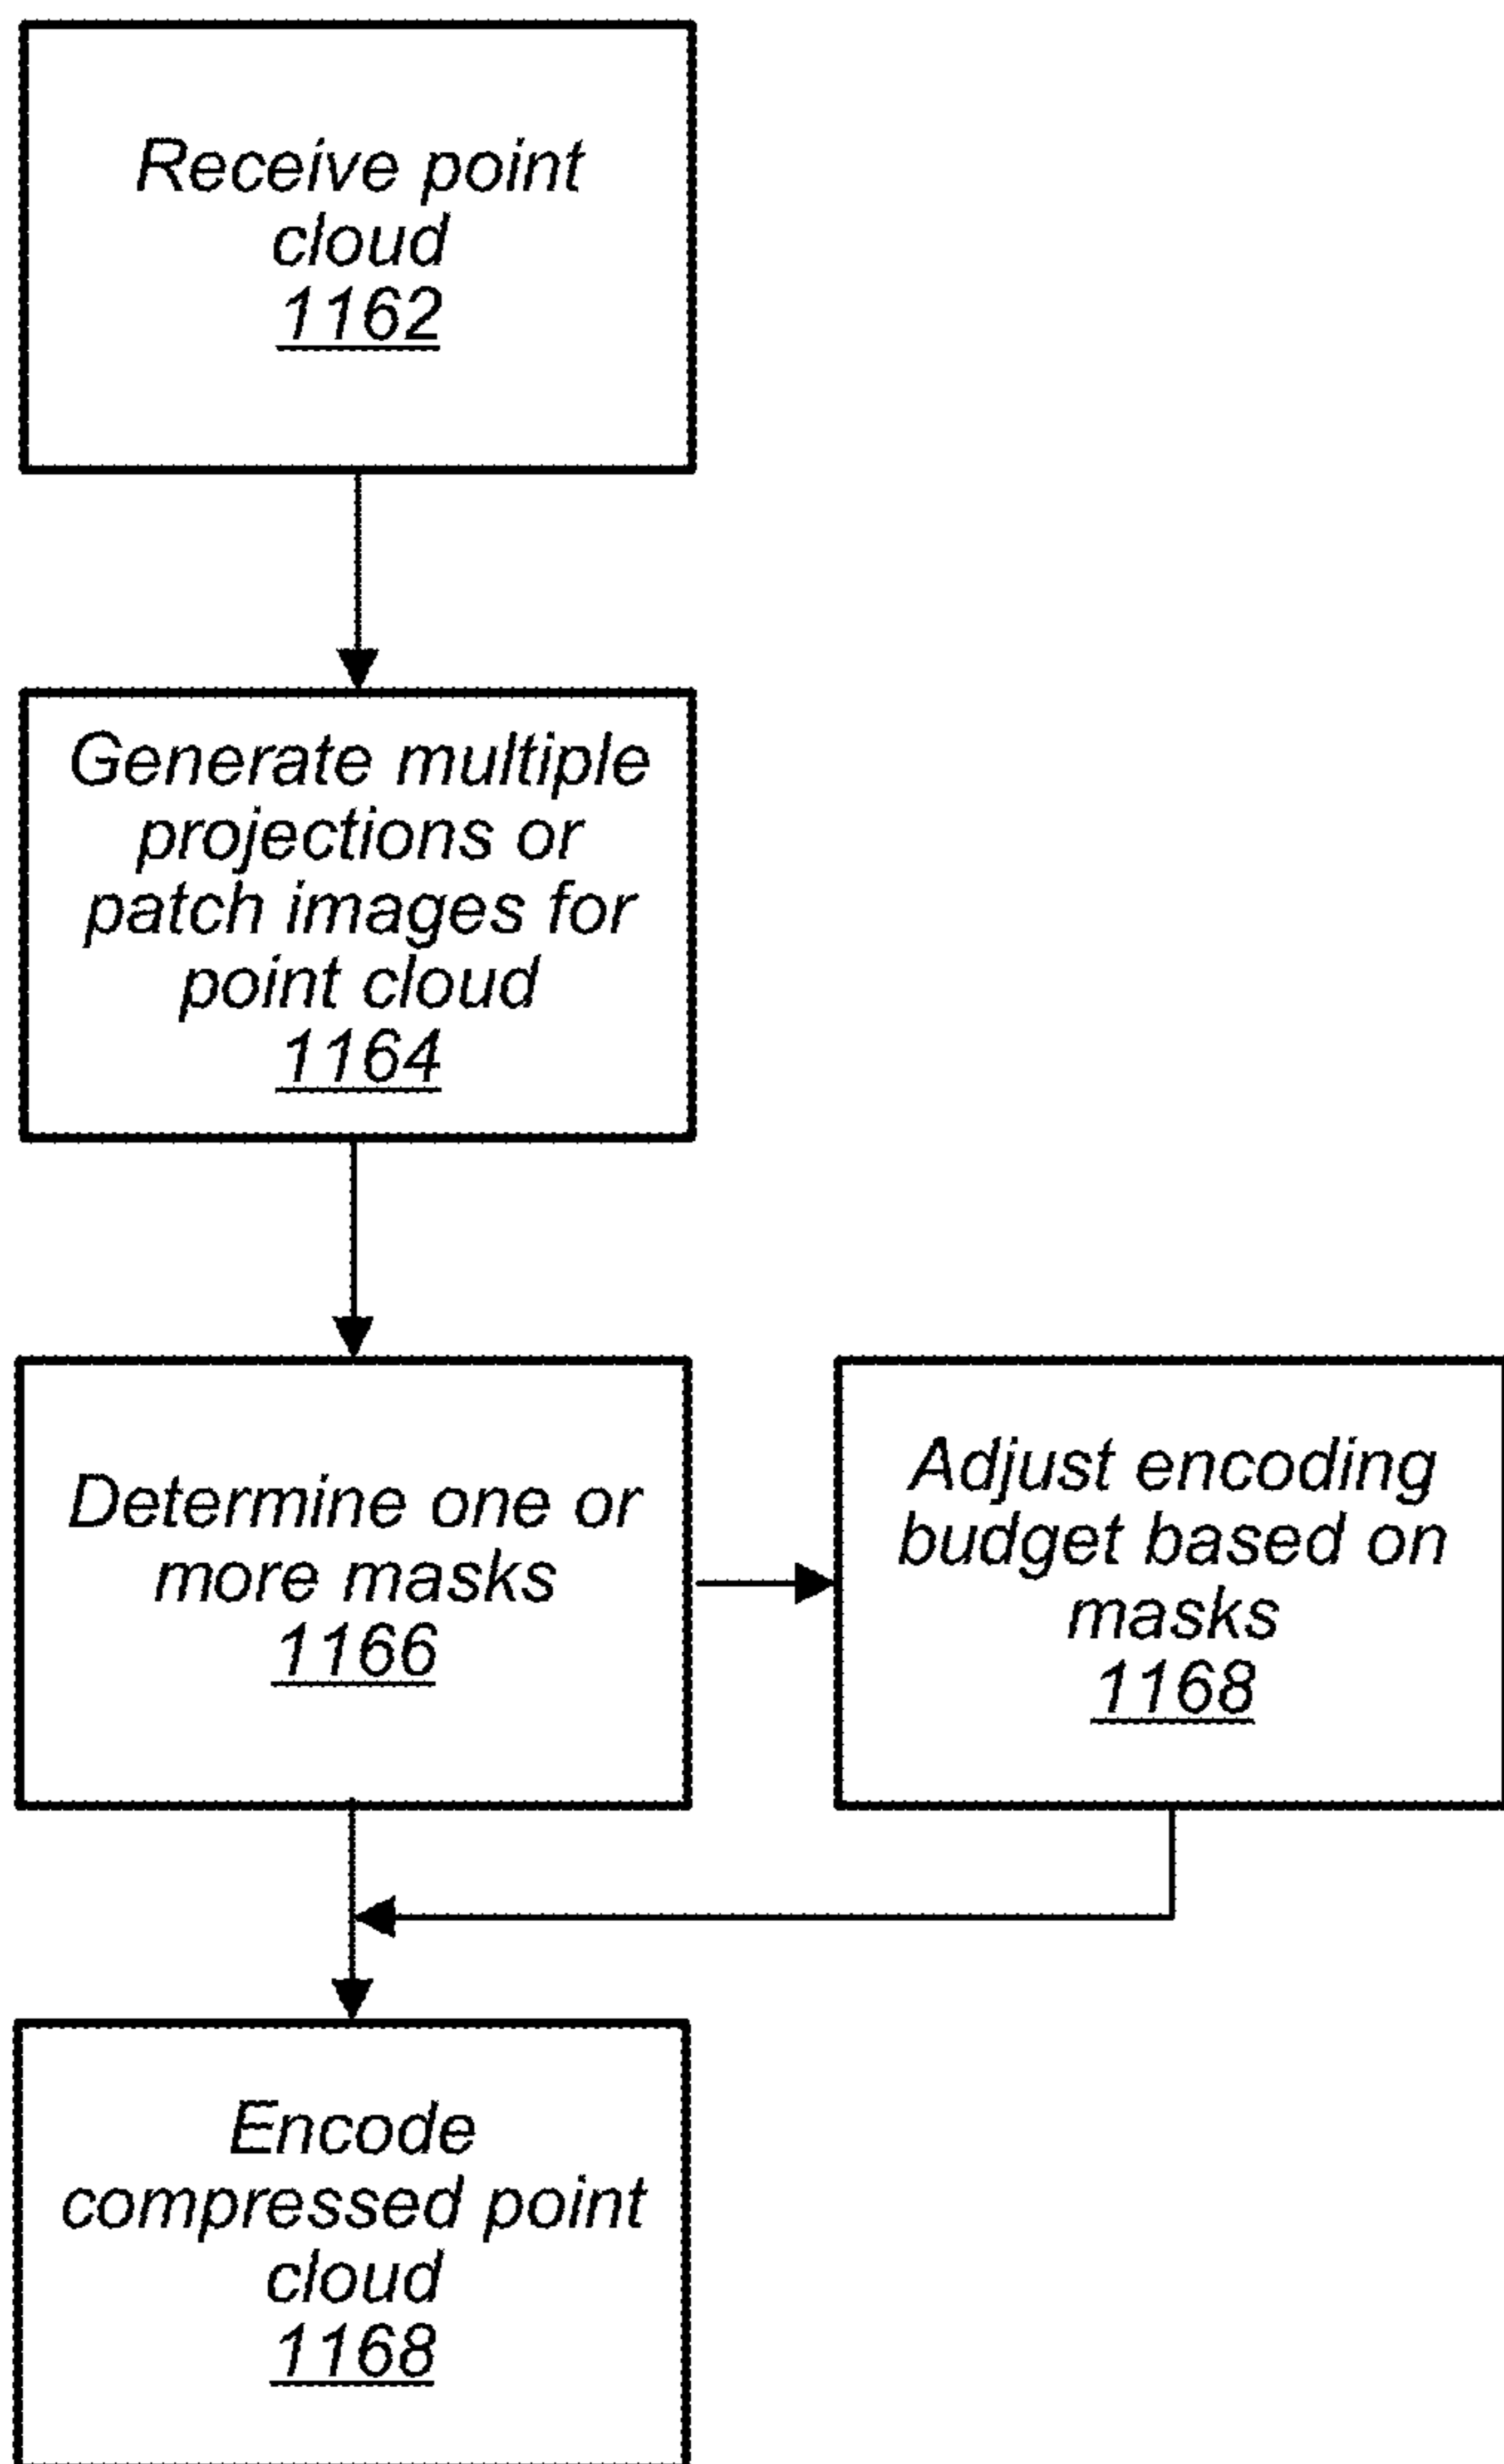 Receive point
cloud
1162
Generate multiple
projections or
patch images for
point cloud
1164
Determine one or
more masks
1166
Adjust encoding
budget based on
masks
1168
Encode
compressed point
cloud
1168